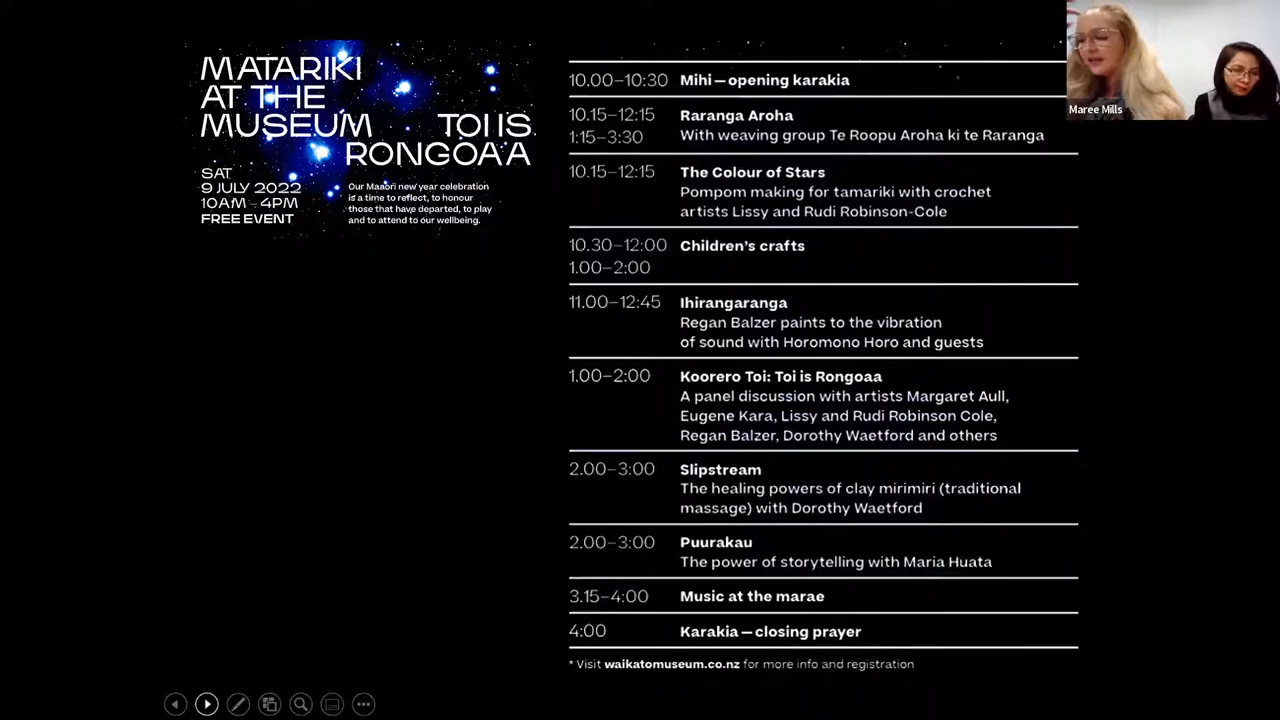 MATARIKI
AT THE
MUSEUM TOI IS
RONGOAA
SAT
9 JULY 2022
10AM – 4PM
FREE EVENT
Our Maaori new year celebration
is a time to reflect, to honour
those that have departed, to play
and to attend to our wellbeing.
10.00–10:30 Mihi – opening karakia
10.15–12:15 Raranga Aroha
1:15–3:30 With weaving group Te Roopu Aroha ki te Raranga
10.15–12:15 The Colour of Stars
Pompom making for tamariki with crochet
artists Lissy and Rudi Robinson-Cole
10.30–12:00 Children's crafts
1.00–2:00
11.00–12:45 Ihirangaranga
Regan Balzer paints to the vibration
of sound with Horomono Horo and guests
1.00–2:00 Koorero Toi: Toi is Rongoaa
A panel discussion with artists Margaret Aull,
Eugene Kara, Lissy and Rudi Robinson Cole,
Regan Balzer, Dorothy Waetford and others
2.00–3:00 Slipstream
The healing powers of clay mirimiri (traditional
massage) with Dorothy Waetford
2.00–3:00 Puurakau
The power of storytelling with Maria Huata
3.15–4:00 Music at the marae
4:00 Karakia – closing prayer
* Visit waikatomuseum.co.nz for more info and registration
Maree Mills